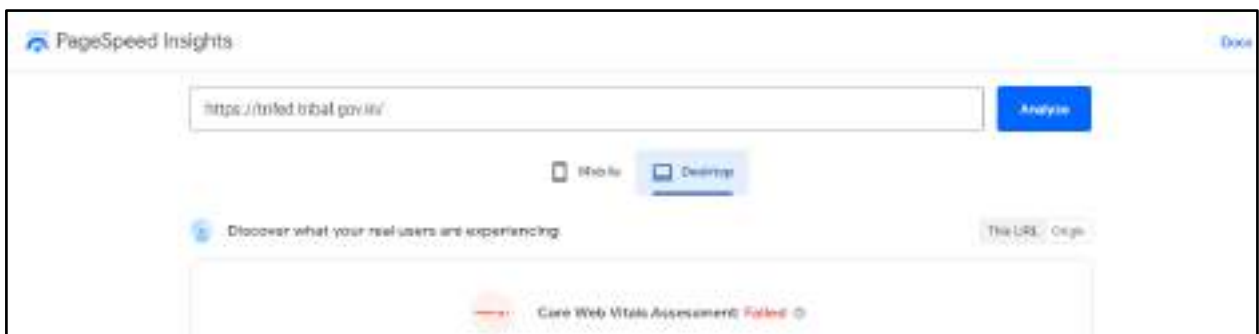 PageSpeed Insights
Docs
https://trifed.tribal.gov.in/
Analyze
Mobile
Desktop
Discover what your real users are experiencing
This URL
Origin
Core Web Vitals Assessment: Failed